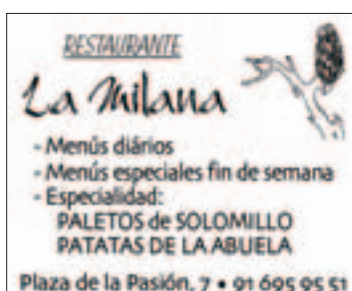 RESTAURANTE
La Milana
- Menús diários
- Menús especiales fin de semana
- Especialidad:
PALETOS de SOLOMILLO
PATATAS DE LA ABUELA
Plaza de la Pasión, 7 • 91 695 95 51